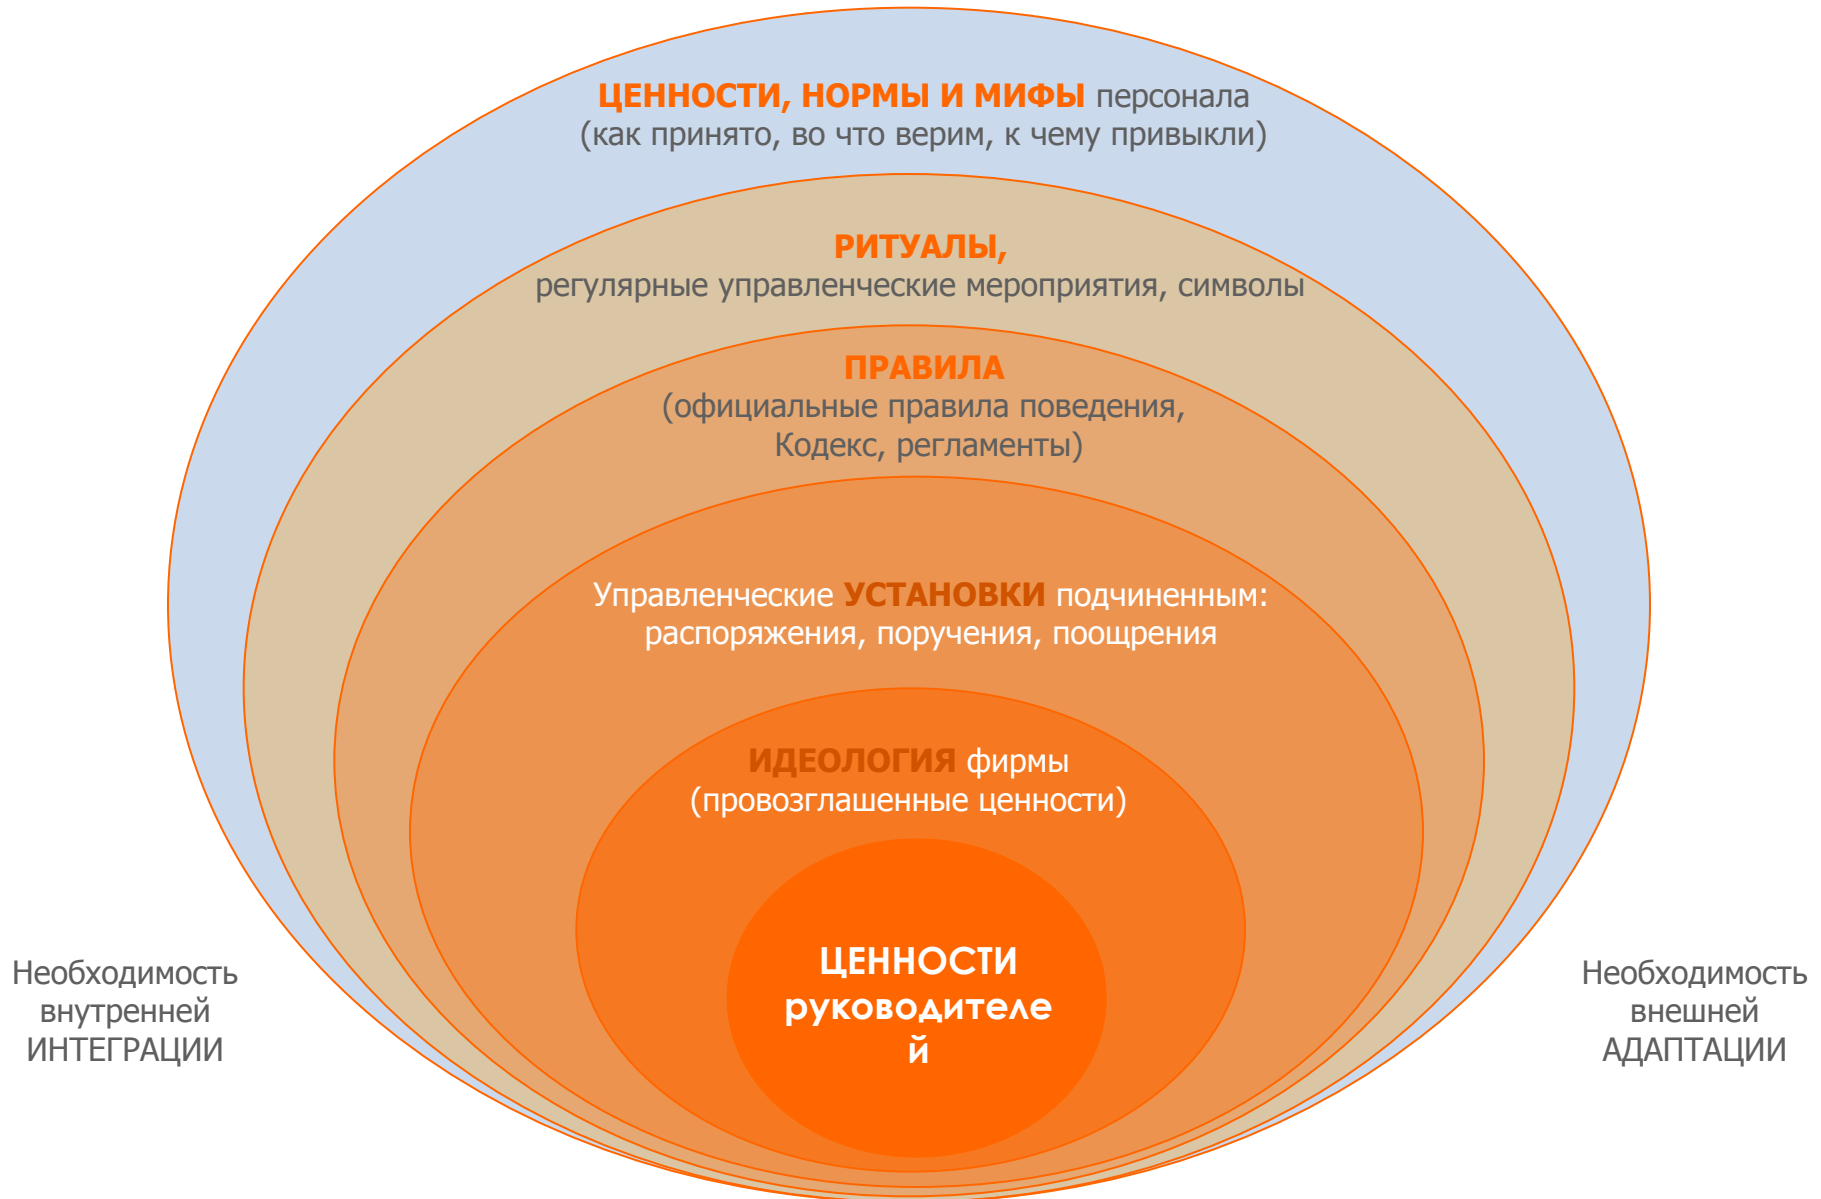 ЦЕННОСТИ, НОРМЫ И МИФЫ персонала
(как принято, во что верим, к чему привыкли)
РИТУАЛЫ,
регулярные управленческие мероприятия, символы
ПРАВИЛА
(официальные правила поведения,
Кодекс, регламенты)
Управленческие УСТАНОВКИ подчиненным:
распоряжения, поручения, поощрения
ИДЕОЛОГИЯ фирмы
(провозглашенные ценности)
ЦЕННОСТИ
руководителе
й
Необходимость
внутренней
ИНТЕГРАЦИИ
Необходимость
внешней
АДАПТАЦИИ